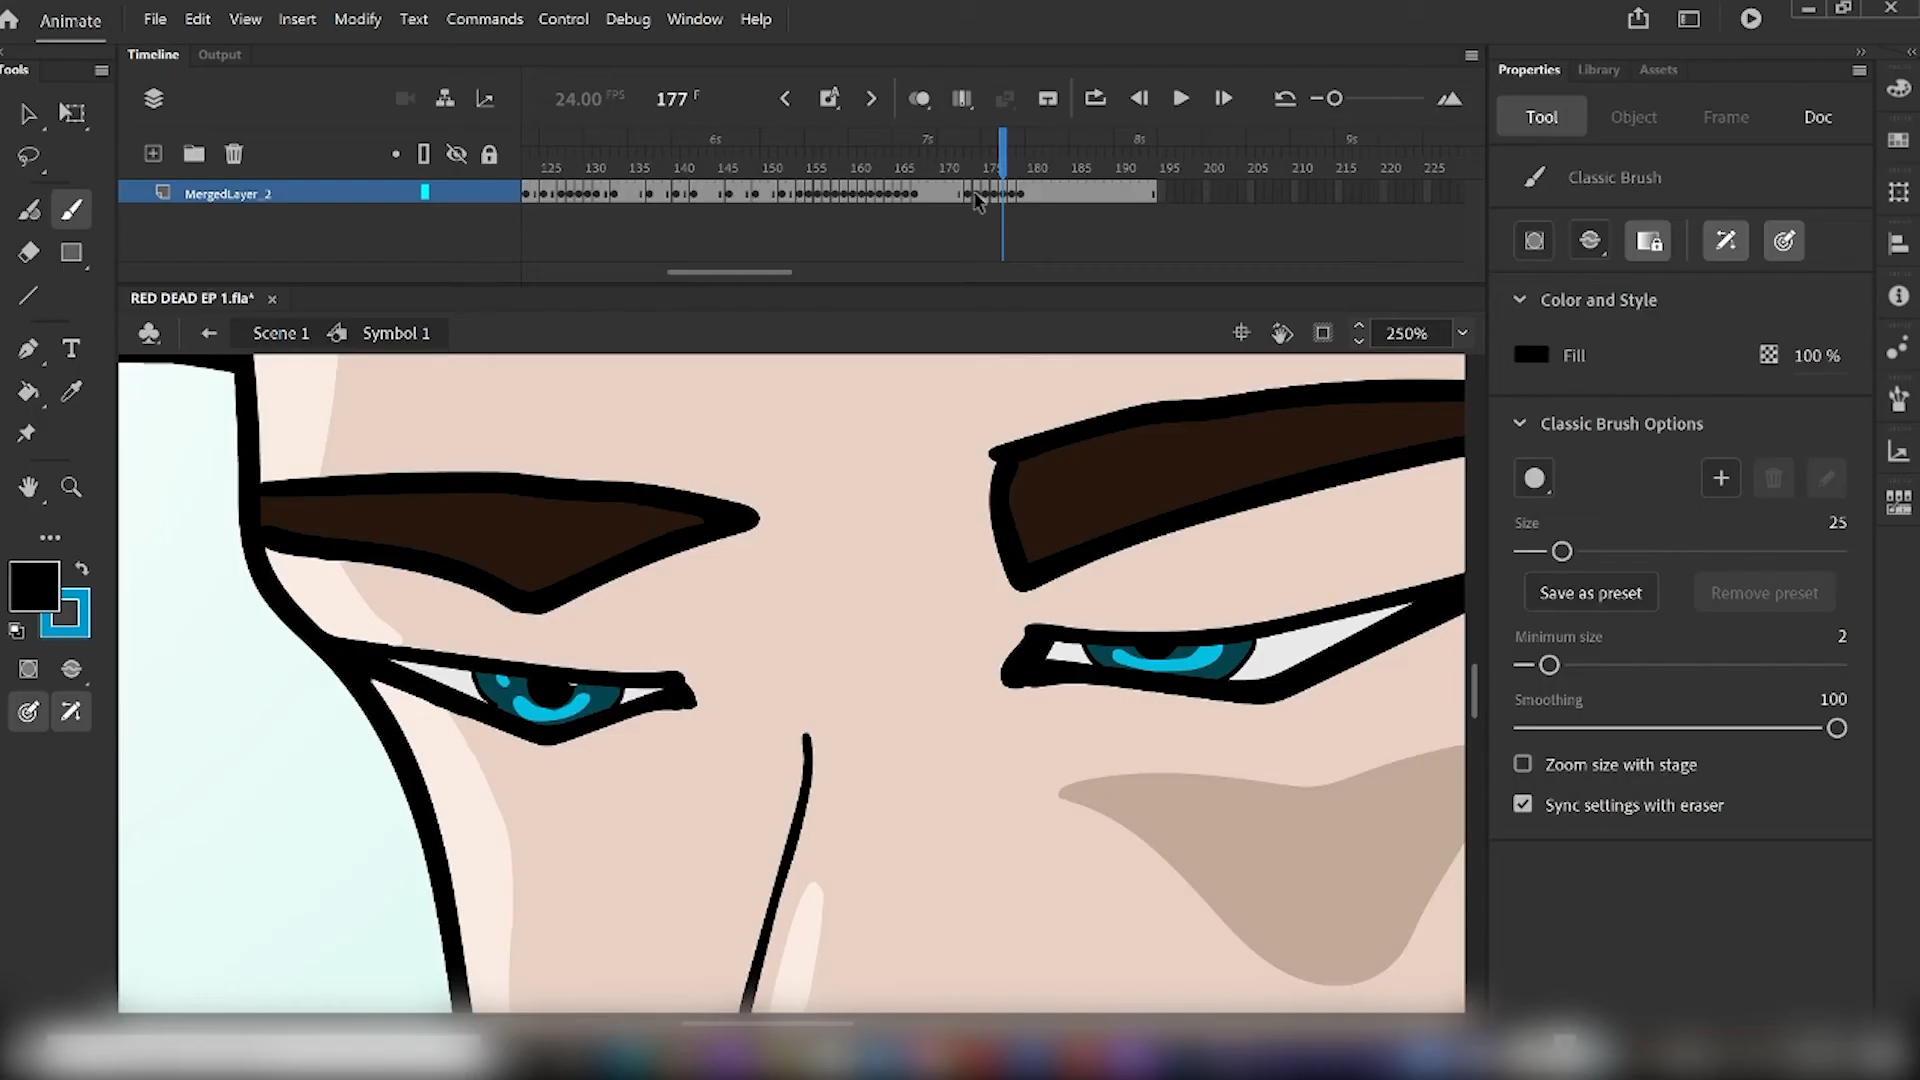 Animate
File Edit View Insert Modify Text Commands Control Debug Window Help
Tools
Timeline Output
24.00 FPS 177 F
6s 7s 8s 9s
125 130 135 140 145 150 155 160 165 170 175 180 185 190 195 200 205 210 215 220 225
MergedLayer_2
RED DEAD EP 1.fla*
Scene 1 Symbol 1 250%
Properties Library Assets
Tool Object Frame Doc
Classic Brush
Color and Style
Fill 100 %
Classic Brush Options
Size 25
Save as preset Remove preset
Minimum size 2
Smoothing 100
Zoom size with stage
Sync settings with eraser